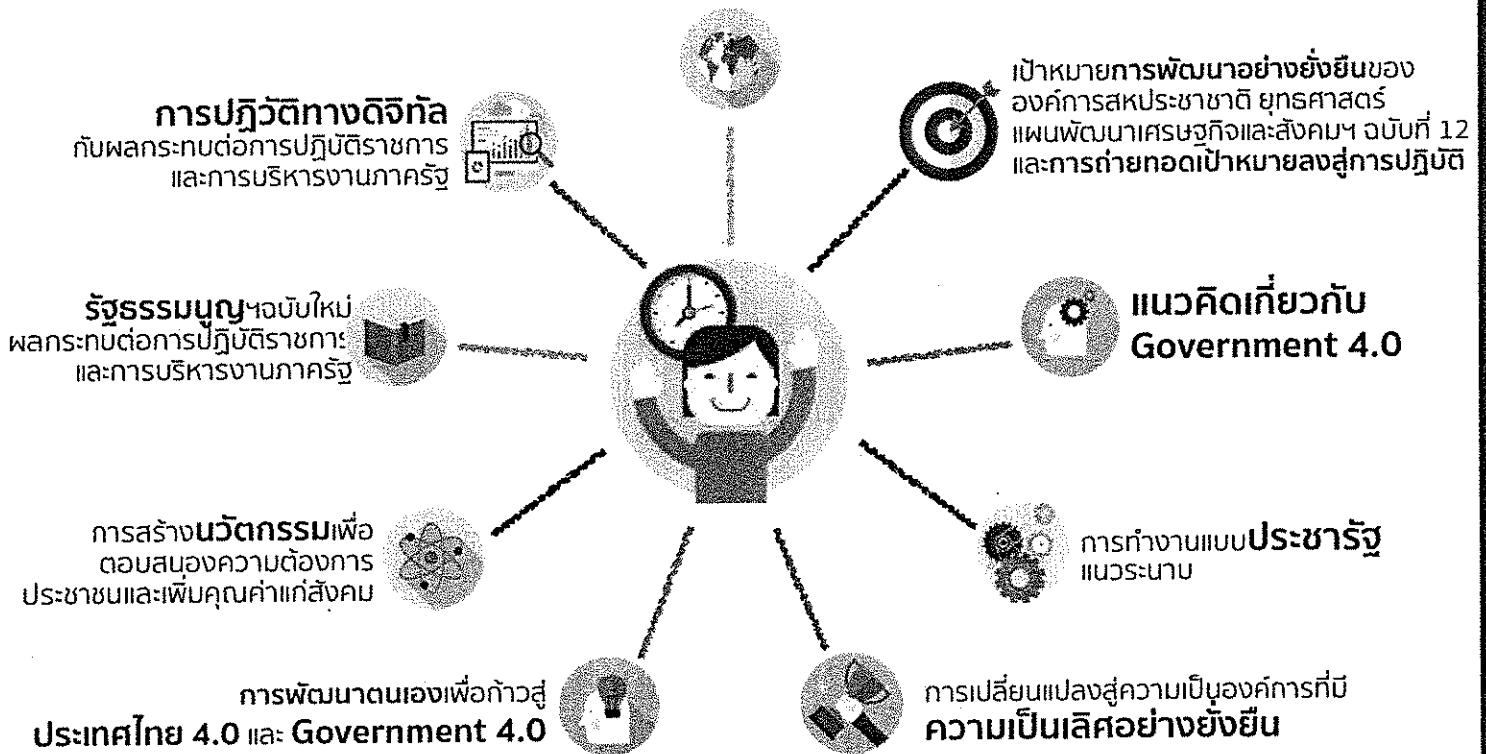 การปฏิวัติทางดิจิทัล
กับผลกระทบต่อการปฏิบัติราชการ
และการบริหารงานภาครัฐ
เป้าหมายการพัฒนาอย่างยั่งยืนของ
องค์การสหประชาชาติ ยุทธศาสตร์
แผนพัฒนาเศรษฐกิจและสังคมฯ ฉบับที่ 12
และการถ่ายทอดเป้าหมายลงสู่การปฏิบัติ
รัฐธรรมนูญฯฉบับใหม่
ผลกระทบต่อการปฏิบัติราชการ
และการบริหารงานภาครัฐ
แนวคิดเกี่ยวกับ
Government 4.0
การสร้างนวัตกรรมเพื่อ
ตอบสนองความต้องการ
ประชาชนและเพิ่มคุณค่าแก่สังคม
การทำงานแบบประชารัฐ
แนวระนาบ
การพัฒนาตนเองเพื่อก้าวสู่
ประเทศไทย 4.0 และ Government 4.0
การเปลี่ยนแปลงสู่ความเป็นองค์การที่มี
ความเป็นเลิศอย่างยั่งยืน